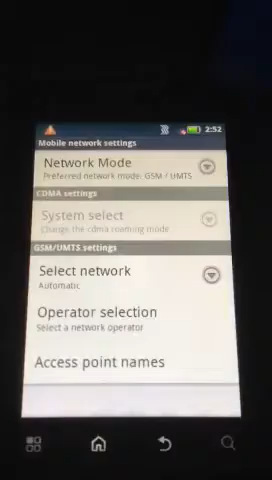 2:52
Mobile network settings
Network Mode
Preferred network mode: GSM / UMTS
CDMA settings
System select
Change the cdma roaming mode
GSM/UMTS settings
Select network
Automatic
Operator selection
Select a network operator
Access point names